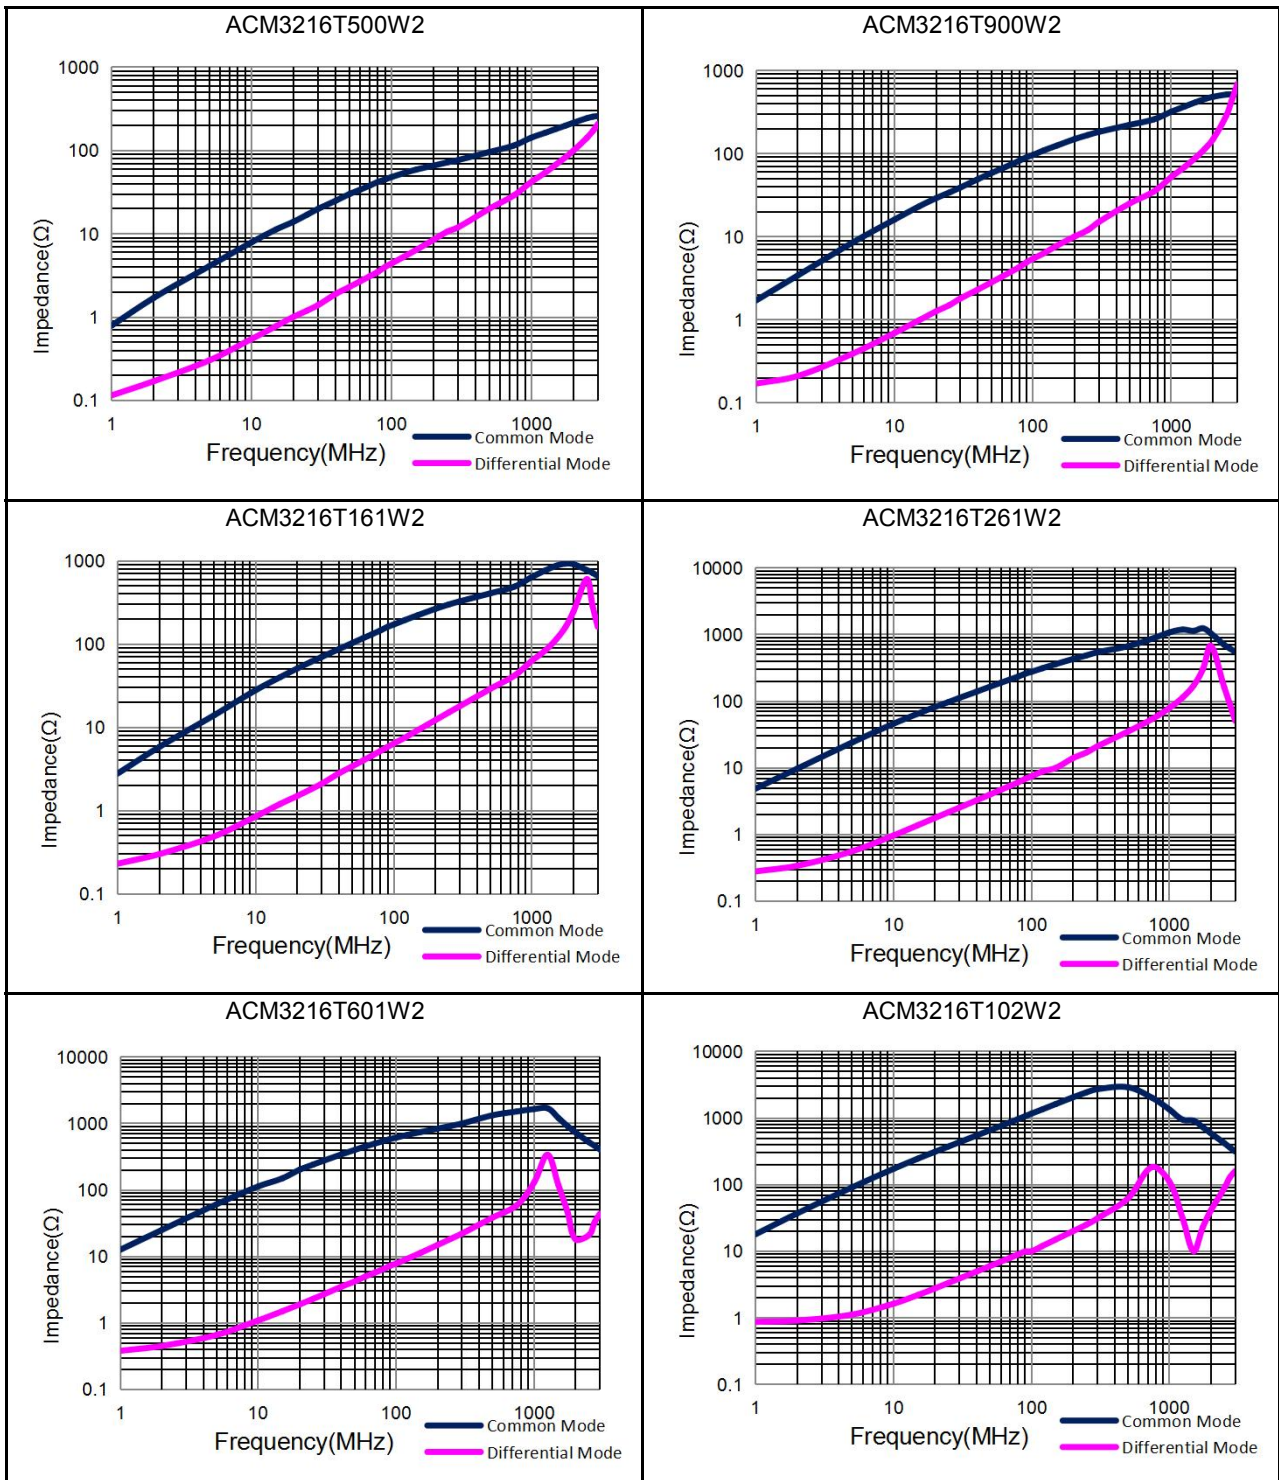 ACM3216T500W2
1000
100
10
1
0.1
Impedance(Ω)
1 10 100 1000
Frequency(MHz)
Common Mode
Differential Mode
ACM3216T900W2
1000
100
10
1
0.1
Impedance(Ω)
1 10 100 1000
Frequency(MHz)
Common Mode
Differential Mode
ACM3216T161W2
1000
100
10
1
0.1
Impedance(Ω)
1 10 100 1000
Frequency(MHz)
Common Mode
Differential Mode
ACM3216T261W2
10000
1000
100
10
1
0.1
Impedance(Ω)
1 10 100 1000
Frequency(MHz)
Common Mode
Differential Mode
ACM3216T601W2
10000
1000
100
10
1
0.1
Impedance(Ω)
1 10 100 1000
Frequency(MHz)
Common Mode
Differential Mode
ACM3216T102W2
10000
1000
100
10
1
0.1
Impedance(Ω)
1 10 100 1000
Frequency(MHz)
Common Mode
Differential Mode